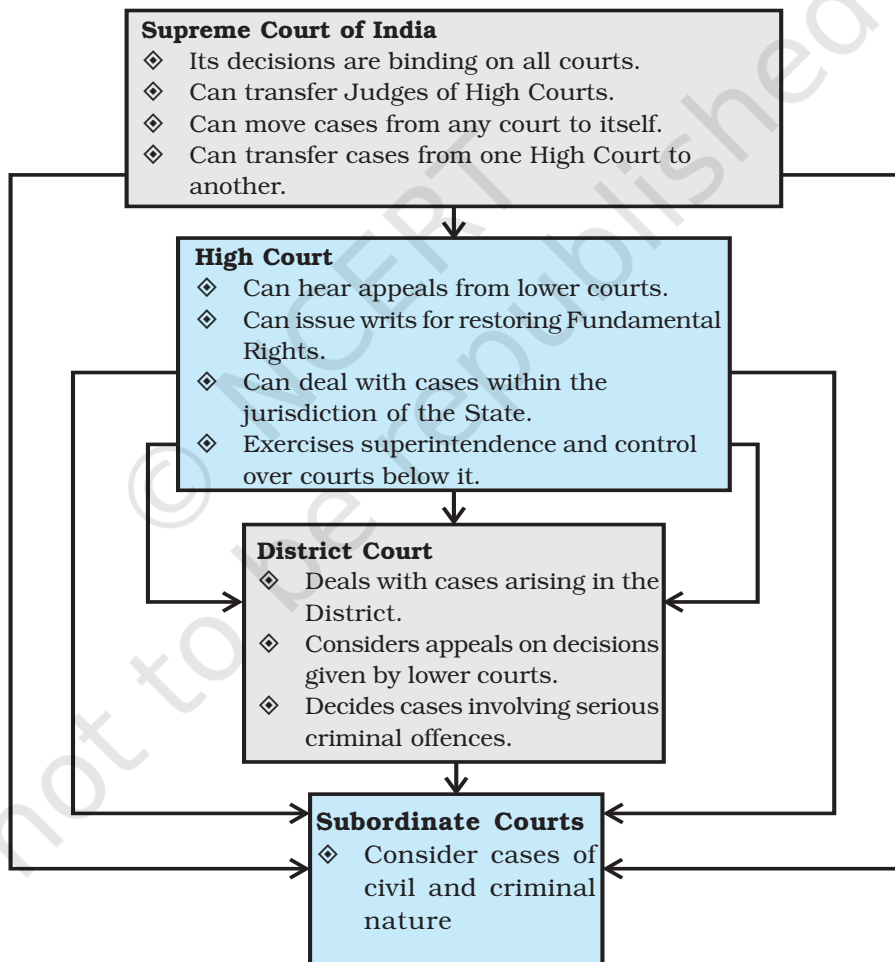 Supreme Court of India
◈ Its decisions are binding on all courts.
◈ Can transfer Judges of High Courts.
◈ Can move cases from any court to itself.
◈ Can transfer cases from one High Court to
another.
High Court
◈ Can hear appeals from lower courts.
◈ Can issue writs for restoring Fundamental
Rights.
◈ Can deal with cases within the
jurisdiction of the State.
◈ Exercises superintendence and control
over courts below it.
District Court
◈ Deals with cases arising in the
District.
◈ Considers appeals on decisions
given by lower courts.
◈ Decides cases involving serious
criminal offences.
Subordinate Courts
◈ Consider cases of
civil and criminal
nature
© NCERT
not to be republished